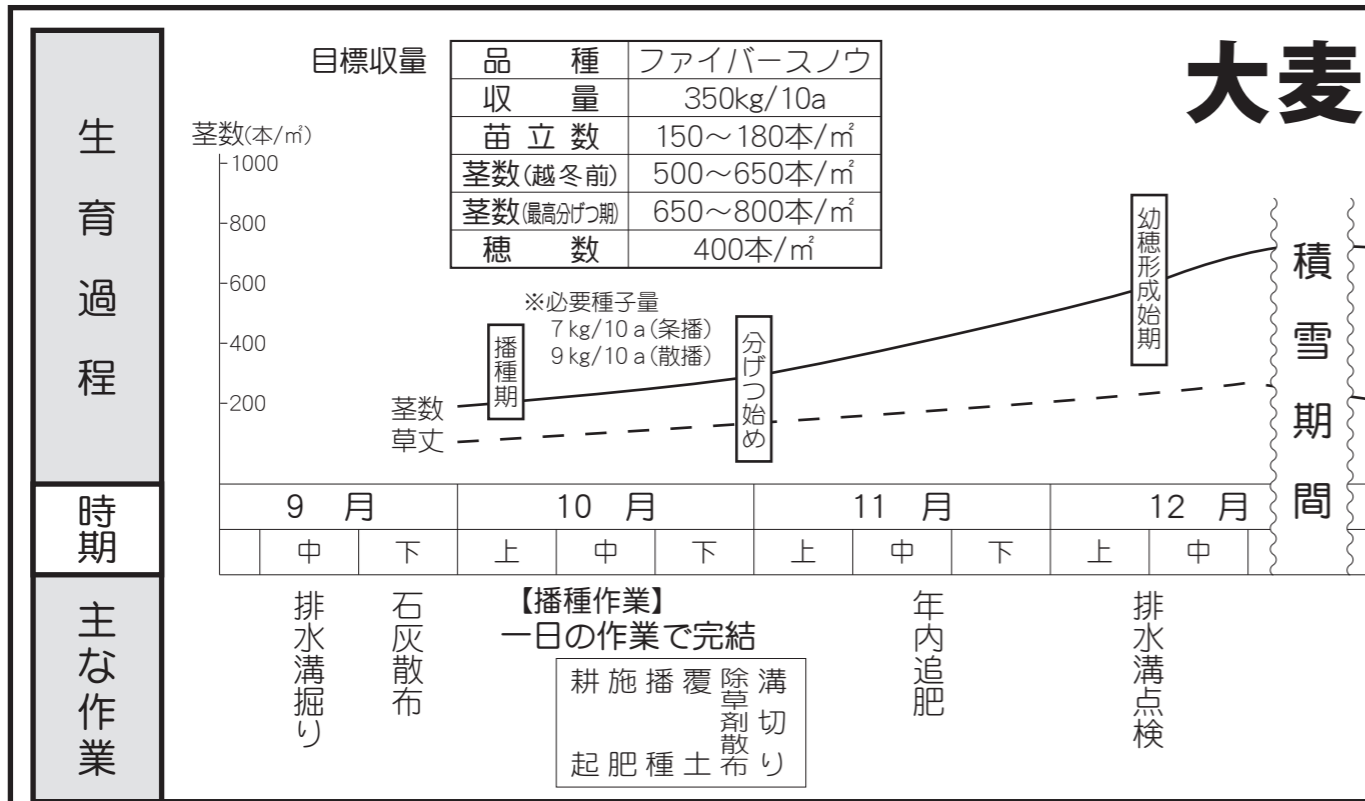 大麦
生育過程
目標収量
品種 ファイバースノウ
収量 350kg/10a
苗立数 150～180本/㎡
茎数(越冬前) 500～650本/㎡
茎数(最高分げつ期) 650～800本/㎡
穂数 400本/㎡
茎数(本/㎡)
1000
800
600
400
200
※必要種子量
7kg/10a(条播)
9kg/10a(散播)
茎数
草丈
播種期
分げつ始め
幼穂形成始期
積雪期間
時期
9月 10月 11月 12月
中 下 上 中 下 上 中 下 上 中
主な作業
排水溝掘り
石灰散布
【播種作業】
一日の作業で完結
耕起
施肥
播種
覆土
除草剤散布
溝切り
年内追肥
排水溝点検